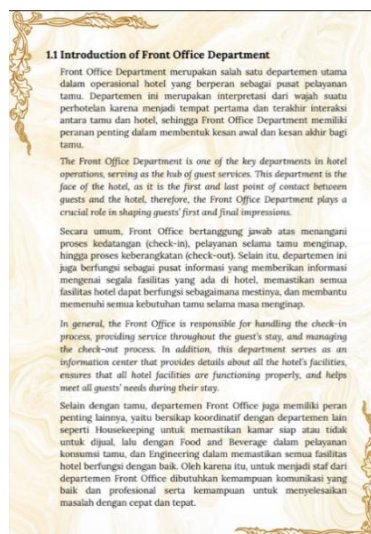 1.1 Introduction of Front Office Department
Front Office Department merupakan salah satu departemen utama
dalam operasional hotel yang berperan sebagai pusat pelayanan
tamu. Departemen ini merupakan interpretasi dari wajah suatu
perhotelan karena menjadi tempat pertama dan terakhir interaksi
antara tamu dan hotel, sehingga Front Office Department memiliki
peranan penting dalam membentuk kesan awal dan kesan akhir bagi
tamu.
The Front Office Department is one of the key departments in hotel
operations, serving as the hub of guest services. This department is the
face of the hotel, as it is the first and last point of contact between
guests and the hotel, therefore, the Front Office Department plays a
crucial role in shaping guests' first and final impressions.
Secara umum, Front Office bertanggung jawab atas menangani
proses kedatangan (check-in), pelayanan selama tamu menginap,
hingga proses keberangkatan (check-out). Selain itu, departemen ini
juga berfungsi sebagai pusat informasi yang memberikan informasi
mengenai segala fasilitas yang ada di hotel, memastikan semua
fasilitas hotel dapat berfungsi sebagaimana mestinya, dan membantu
memenuhi semua kebutuhan tamu selama masa menginap.
In general, the Front Office is responsible for handling the check-in
process, providing service throughout the guest's stay, and managing
the check-out process. In addition, this department serves as an
information center that provides details about all the hotel's facilities,
ensures that all hotel facilities are functioning properly, and helps
meet all guests' needs during their stay.
Selain dengan tamu, departemen Front Office juga memiliki peran
penting lainnya, yaitu bersikap koordinatif dengan departemen lain
seperti Housekeeping untuk memastikan kamar siap atau tidak
untuk dijual, lalu dengan Food and Beverage dalam pelayanan
konsumsi tamu, dan Engineering dalam memastikan semua fasilitas
hotel berfungsi dengan baik. Oleh karena itu, untuk menjadi staf dari
departemen Front Office dibutuhkan kemampuan komunikasi yang
baik dan profesional serta kemampuan untuk menyelesaikan
masalah dengan cepat dan tepat.